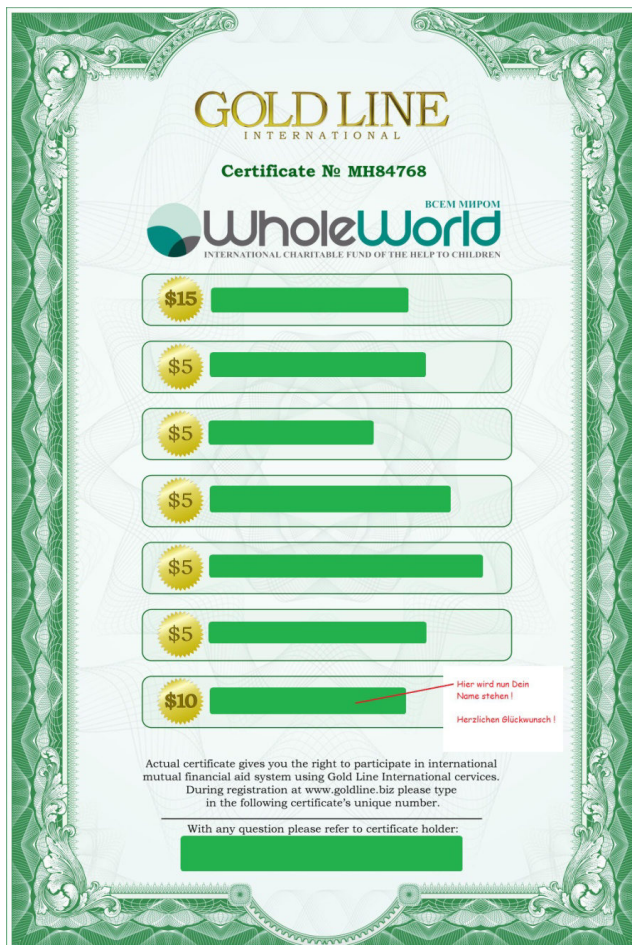 GOLD LINE
INTERNATIONAL
Certificate № MH84768
ВСЕМ МИРОМ
WholeWorld
INTERNATIONAL CHARITABLE FUND OF THE HELP TO CHILDREN
$15
$5
$5
$5
$5
$5
$10
Hier wird nun Dein
Name stehen !
Herzlichen Glückwunsch !
Actual certificate gives you the right to participate in international
mutual financial aid system using Gold Line International cervices.
During registration at www.goldline.biz please type
in the following certificate's unique number.
With any question please refer to certificate holder: